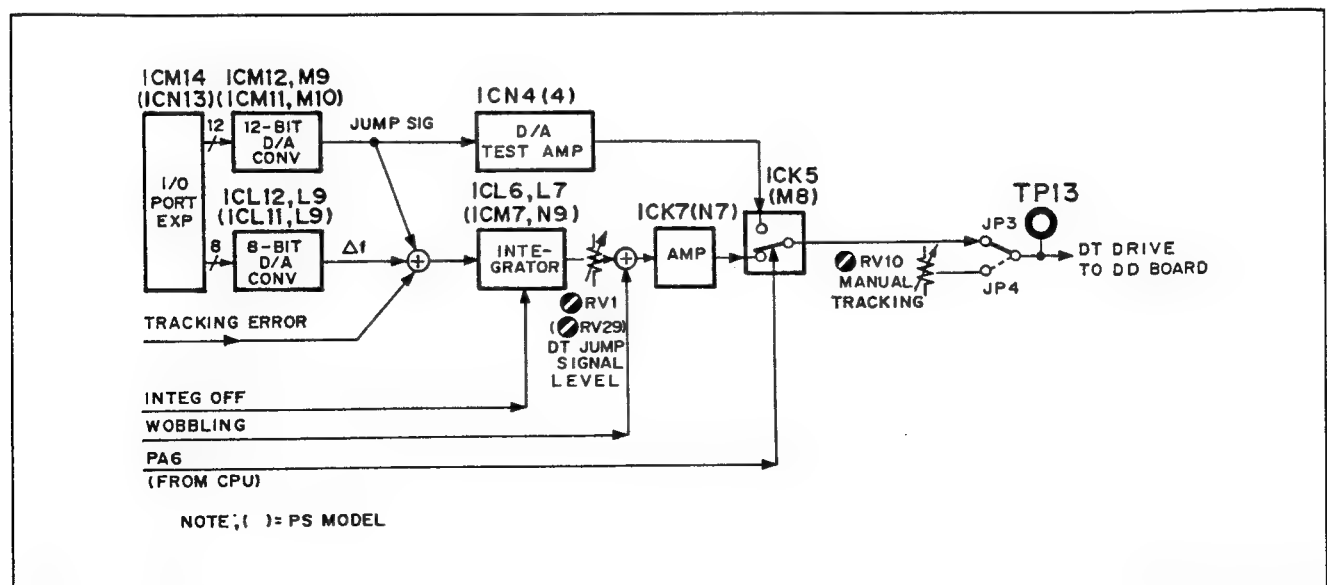 ICM14 ICM12, M9
(ICN13) (ICM11, M10)
I/O
PORT
EXP
12
12-BIT
D/A
CONV
JUMP SIG
ICN4 (4)
D/A
TEST AMP
ICL12, L9
(ICL11, L9)
8
8-BIT
D/A
CONV
Δf
+
ICL6, L7
(ICM7, N9)
INTE-
GRATOR
RV1
(RV29)
DT JUMP
SIGNAL
LEVEL
+
ICK7(N7)
AMP
ICK5
(M8)
TP13
JP3
JP4
RV10
MANUAL
TRACKING
DT DRIVE
TO DD BOARD
TRACKING ERROR
INTEG OFF
WOBBLING
PA6
(FROM CPU)
NOTE;( )= PS MODEL